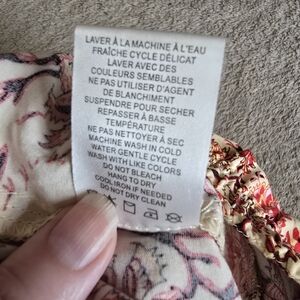 LAVER À LA MACHINE À L'EAU
FRAÎCHE CYCLE DÉLICAT
LAVER AVEC DES
COULEURS SEMBLABLES
NE PAS UTILISER D'AGENT
DE BLANCHIMENT
SUSPENDRE POUR SECHER
REPASSER À BASSE
TEMPÉRATURE
NE PAS NETTOYER À SEC
MACHINE WASH IN COLD
WATER GENTLE CYCLE
WASH WITH LIKE COLORS
DO NOT BLEACH
HANG TO DRY
COOL IRON IF NEEDED
DO NOT DRY CLEAN